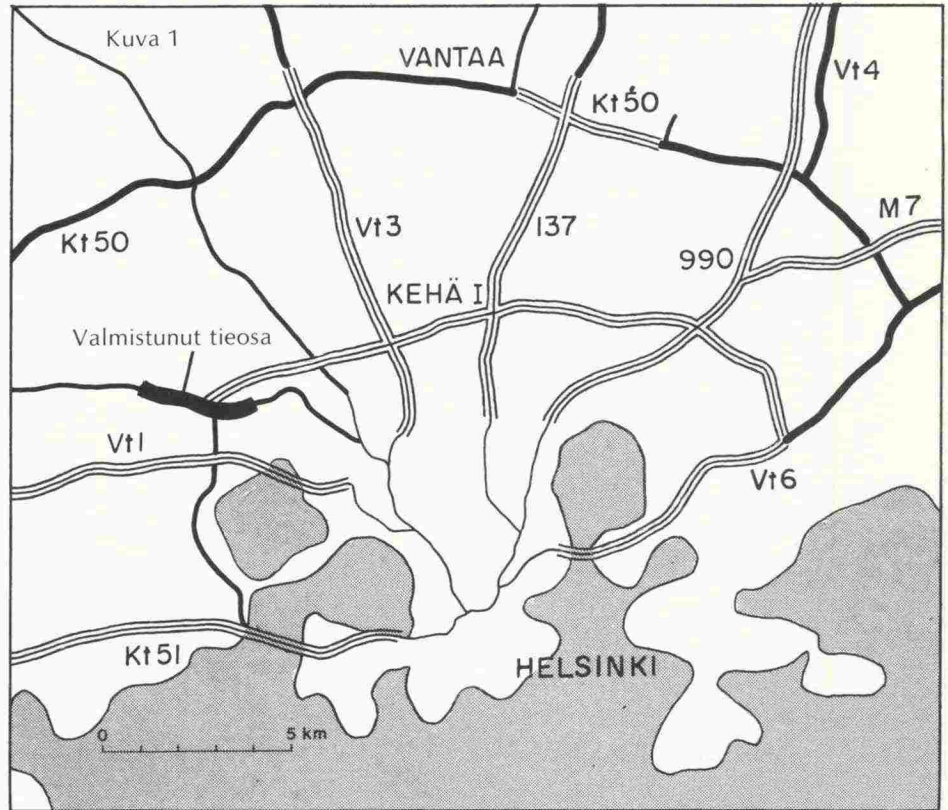 Kuva 1
VANTAA
Vt4
Kt50
M7
Kt50
Vt3
137
990
KEHÄ I
Valmistunut tieosa
Vt1
Vt6
Kt51
HELSINKI
0 5 km